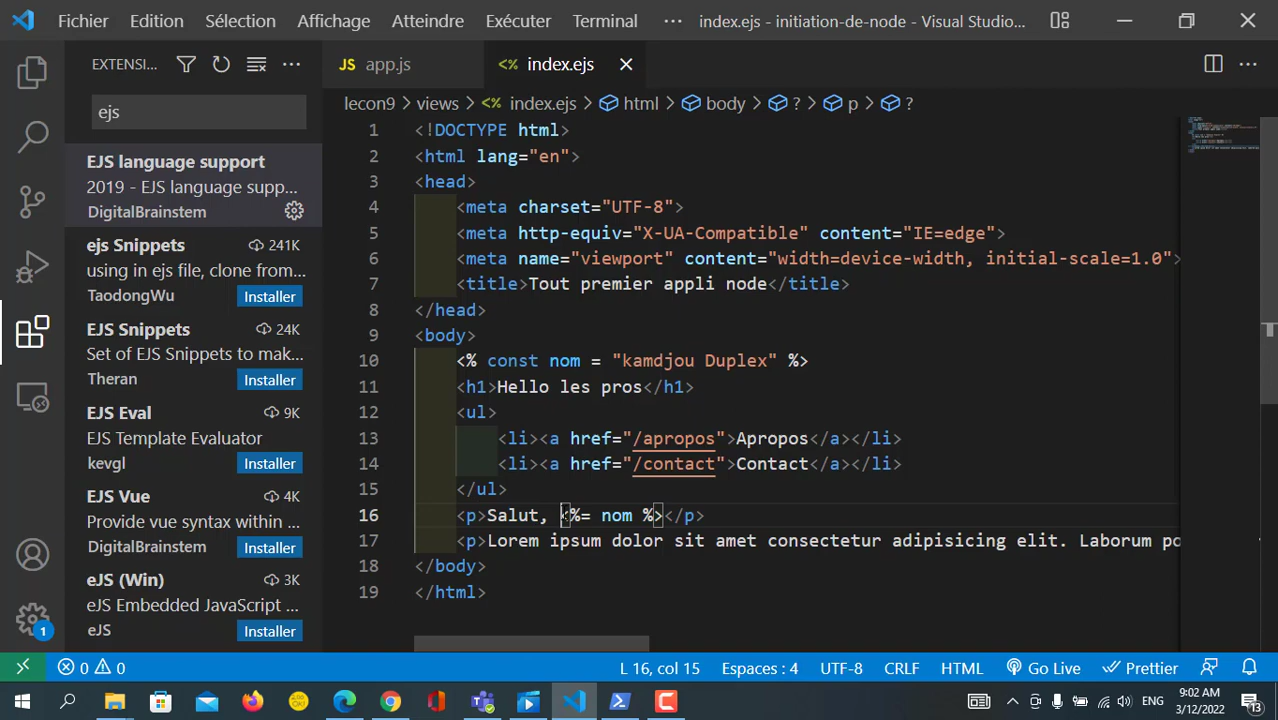 Fichier Edition Sélection Affichage Atteindre Exécuter Terminal ··· index.ejs - initiation-de-node - Visual Studio...
EXTENSI...
JS app.js
<% index.ejs
ejs
lecon9 > views > <% index.ejs > html > body > ? > p > ?
EJS language support
2019 - EJS language supp...
DigitalBrainstem
ejs Snippets 241K
using in ejs file, clone from...
TaodongWu Installer
EJS Snippets 24K
Set of EJS Snippets to mak...
Theran Installer
EJS Eval 9K
EJS Template Evaluator
kevgl Installer
EJS Vue 6K
Provide vue syntax within ...
DigitalBrainstem Installer
eJS (Win) 3K
eJS Embedded JavaScript ...
eJS Installer
1 <!DOCTYPE html>
2 <html lang="en">
3 <head>
4 <meta charset="UTF-8">
5 <meta http-equiv="X-UA-Compatible" content="IE=edge">
6 <meta name="viewport" content="width=device-width, initial-scale=1.0">
7 <title>Tout premier appli node</title>
8 </head>
9 <body>
10 <% const nom = "kamdjou Duplex" %>
11 <h1>Hello les pros</h1>
12 <ul>
13 <li><a href="/apropos">Apropos</a></li>
14 <li><a href="/contact">Contact</a></li>
15 </ul>
16 <p>Salut, <%= nom %></p>
17 <p>Lorem ipsum dolor sit amet consectetur adipisicing elit. Laborum po
18 </body>
19 </html>
1
0 0 L 16, col 15 Espaces : 4 UTF-8 CRLF HTML Go Live Prettier
ENG
9:02 AM
3/12/2022
13